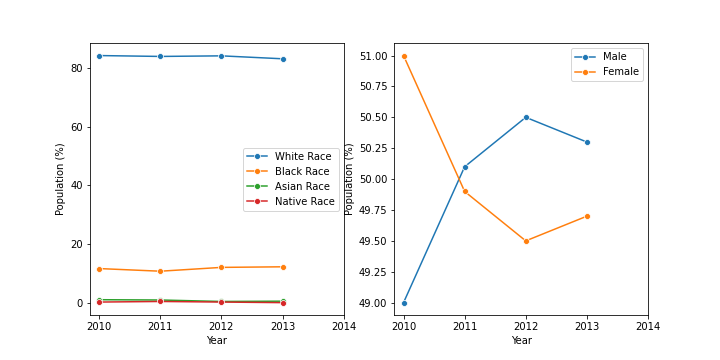 80
60
40
20
0
Population (%)
2010 2011 2012 2013 2014
Year
White Race
Black Race
Asian Race
Native Race
51.00
50.75
50.50
50.25
50.00
49.75
49.50
49.25
49.00
Population (%)
2010 2011 2012 2013 2014
Year
Male
Female